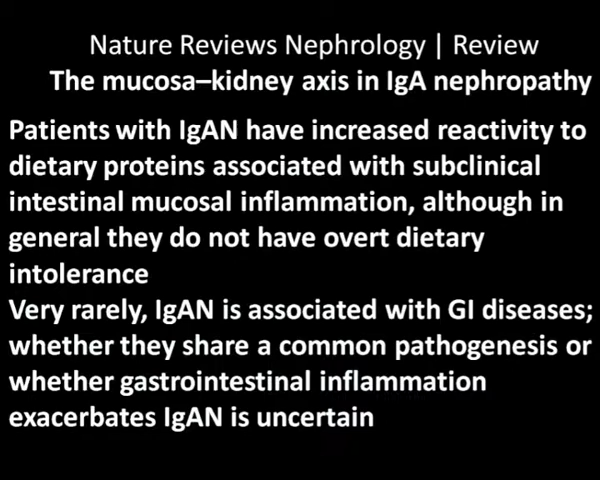 Nature Reviews Nephrology | Review
The mucosa–kidney axis in IgA nephropathy
Patients with IgAN have increased reactivity to
dietary proteins associated with subclinical
intestinal mucosal inflammation, although in
general they do not have overt dietary
intolerance
Very rarely, IgAN is associated with GI diseases;
whether they share a common pathogenesis or
whether gastrointestinal inflammation
exacerbates IgAN is uncertain